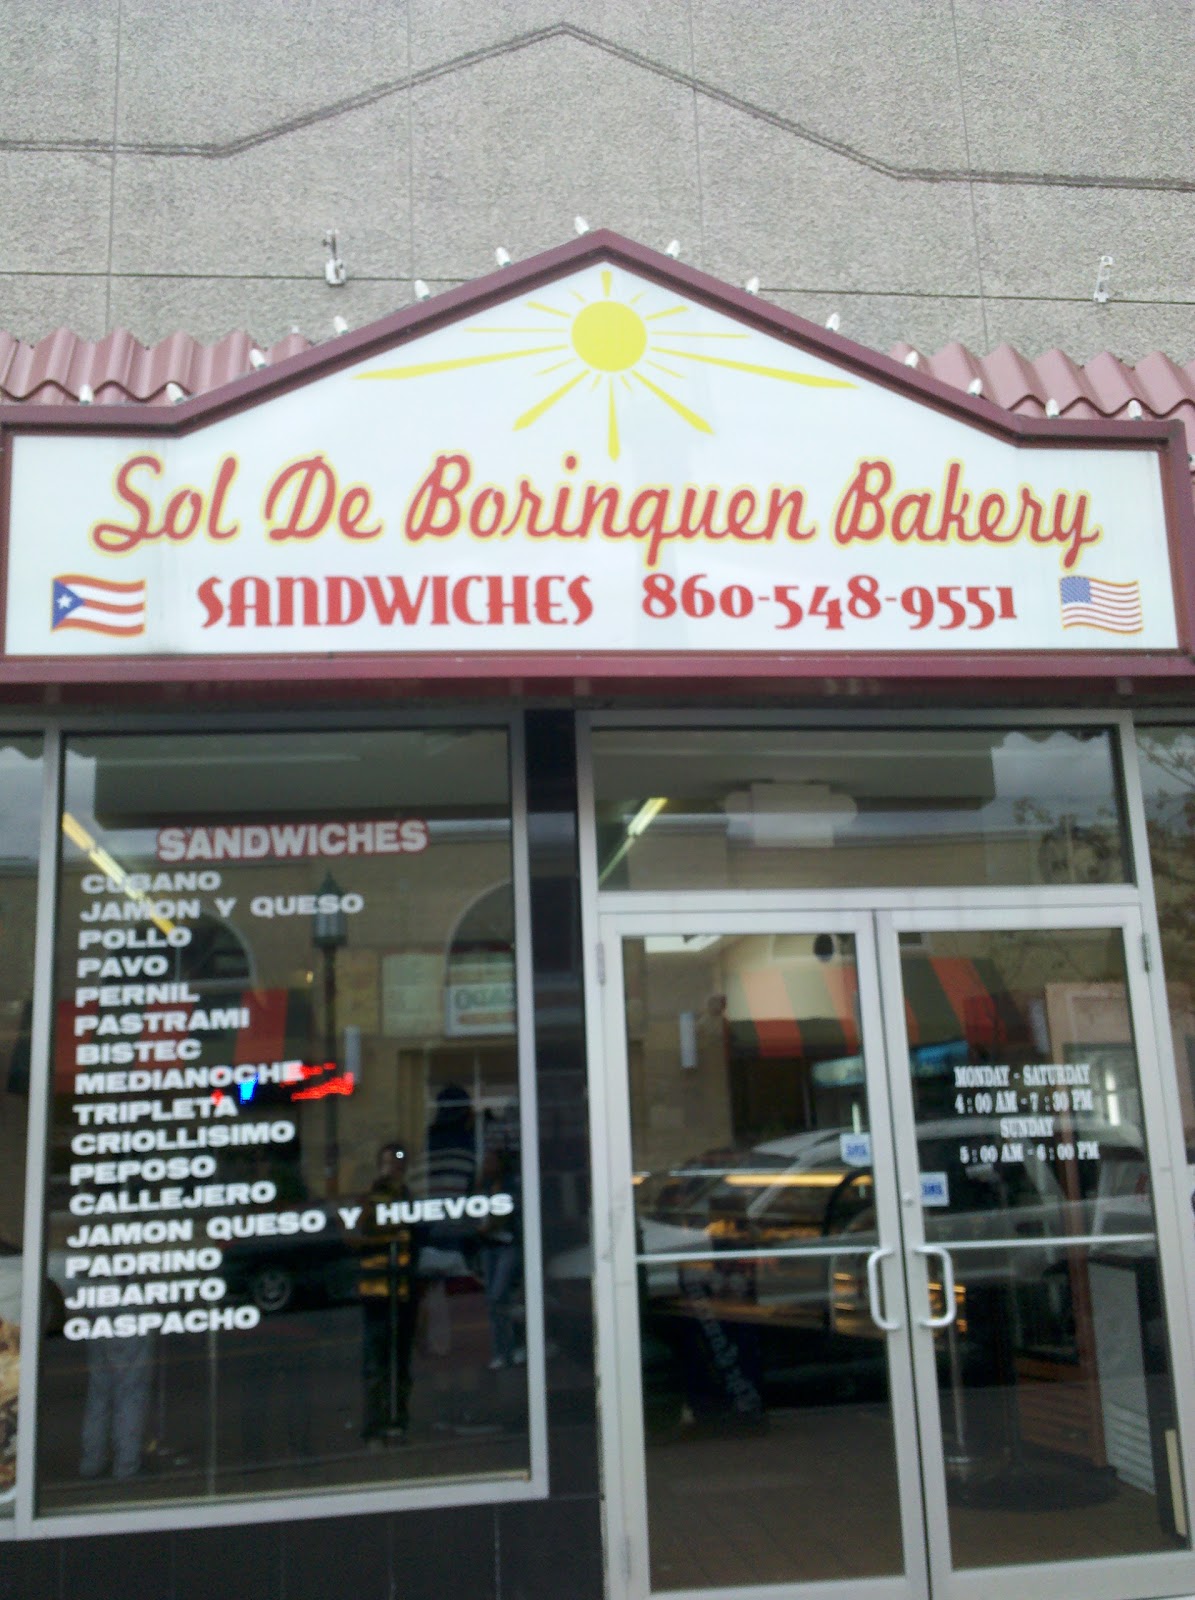 Sol De Borinquen Bakery
SANDWICHES 860-548-9551
SANDWICHES
CUBANO
JAMON Y QUESO
POLLO
PAVO
PERNIL
PASTRAMI
BISTEC
MEDIANOCHE
TRIPLETA
CRIOLLISIMO
PEPOSO
CALLEJERO
JAMON QUESO Y HUEVOS
PADRINO
JIBARITO
GASPACHO
MONDAY - SATURDAY
4:00 AM - 7:30 PM
SUNDAY
5:00 AM - 6:00 PM